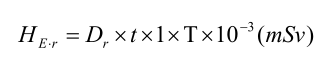 H_{E·r} = D_r × t × 1 × T × 10^{-3} (mSv)